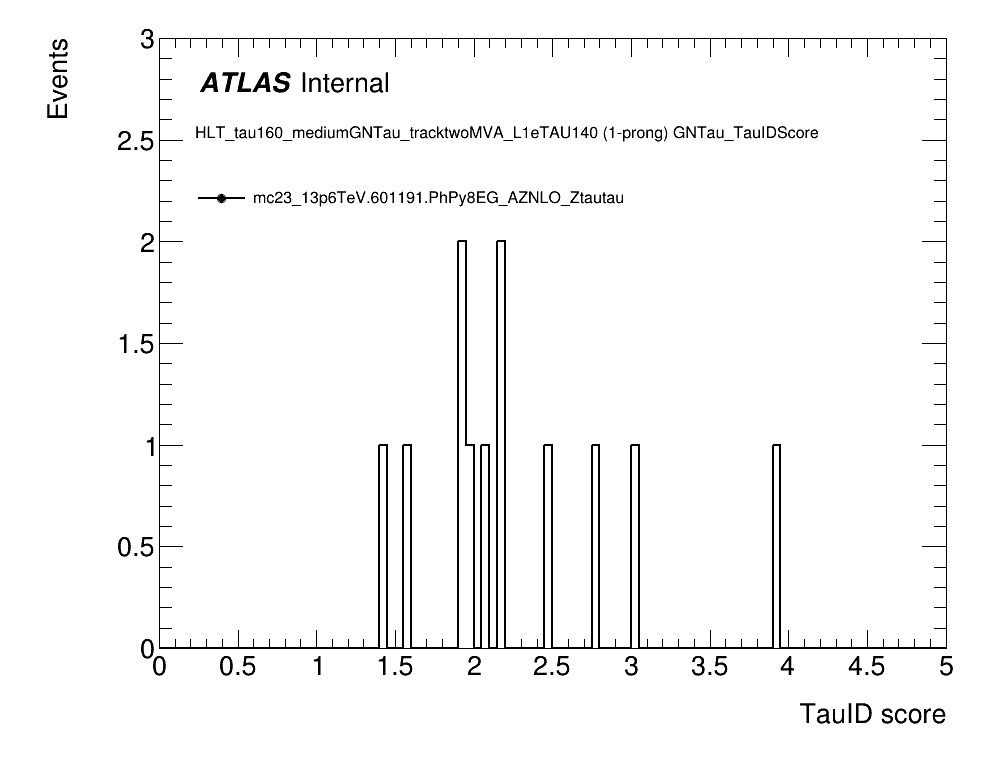 Events
3
2.5
2
1.5
1
0.5
0
ATLAS Internal
HLT_tau160_mediumGNTau_tracktwoMVA_L1eTAU140 (1-prong) GNTau_TauIDScore
mc23_13p6TeV.601191.PhPy8EG_AZNLO_Ztautau
0 0.5 1 1.5 2 2.5 3 3.5 4 4.5 5
TauID score